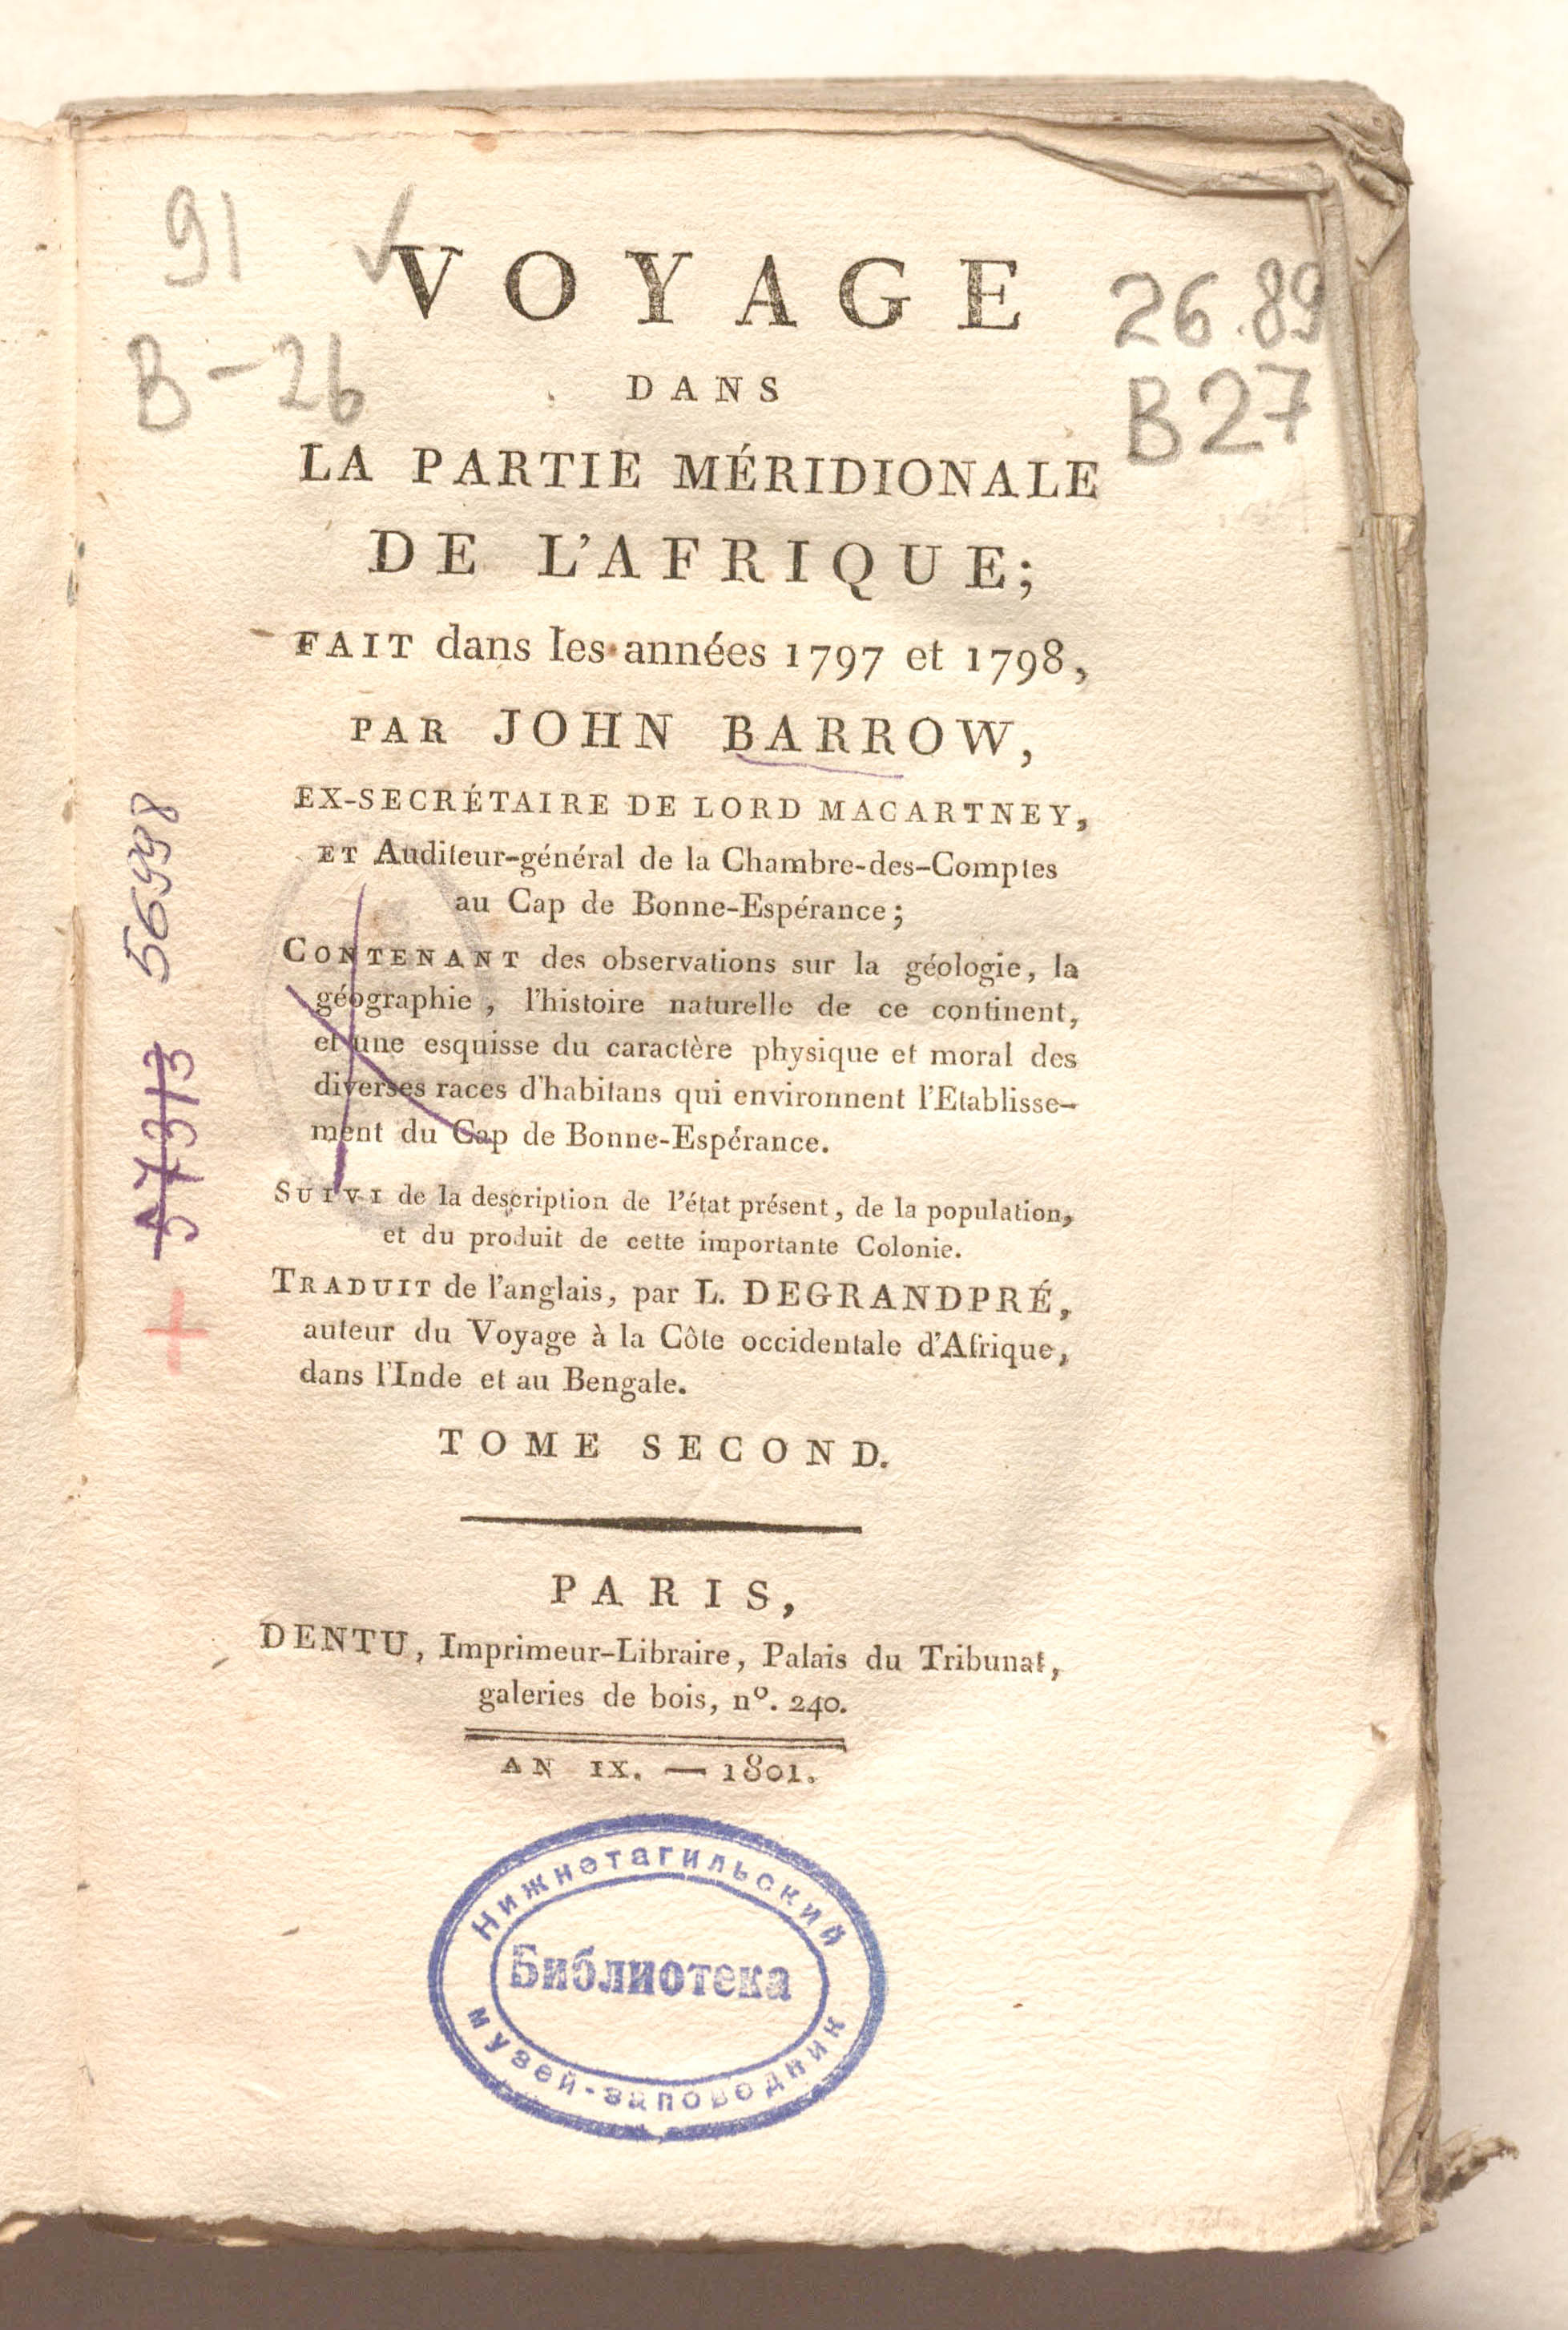 91
B-26
26.89
B27
VOYAGE
DANS
LA PARTIE MÉRIDIONALE
DE L'AFRIQUE;
FAIT dans les années 1797 et 1798,
PAR JOHN BARROW,
EX-SECRÉTAIRE DE LORD MACARTNEY,
ET Auditeur-général de la Chambre-des-Comptes
au Cap de Bonne-Espérance;
CONTENANT des observations sur la géologie, la
géographie, l'histoire naturelle de ce continent,
et une esquisse du caractère physique et moral des
diverses races d'habitans qui environnent l'Etablisse-
ment du Cap de Bonne-Espérance.
SUIVI de la description de l'état présent, de la population,
et du produit de cette importante Colonie.
TRADUIT de l'anglais, par L. DEGRANDPRÉ,
auteur du Voyage à la Côte occidentale d'Afrique,
dans l'Inde et au Bengale.
TOME SECOND.
PARIS,
DENTU, Imprimeur-Libraire, Palais du Tribunat,
galeries de bois, nº. 240.
AN IX. — 1801.
Нижнетагильский
Библиотека
музей-заповедник